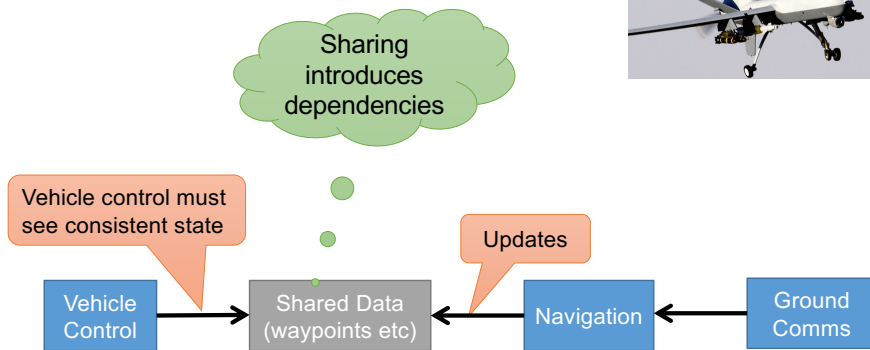 Sharing
introduces
dependencies
Vehicle control must
see consistent state
Updates
Vehicle
Control
Shared Data
(waypoints etc)
Navigation
Ground
Comms